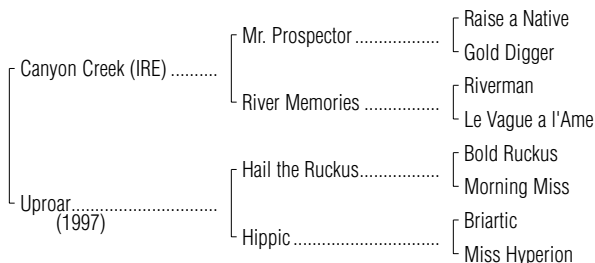 Raise a Native
Mr. Prospector ..................
Gold Digger
Canyon Creek (IRE) ..........
Riverman
River Memories ................
Le Vague a l'Ame
Bold Ruckus
Hail the Ruckus.................
Morning Miss
Uproar...............................
(1997)
Briartic
Hippic ...............................
Miss Hyperion